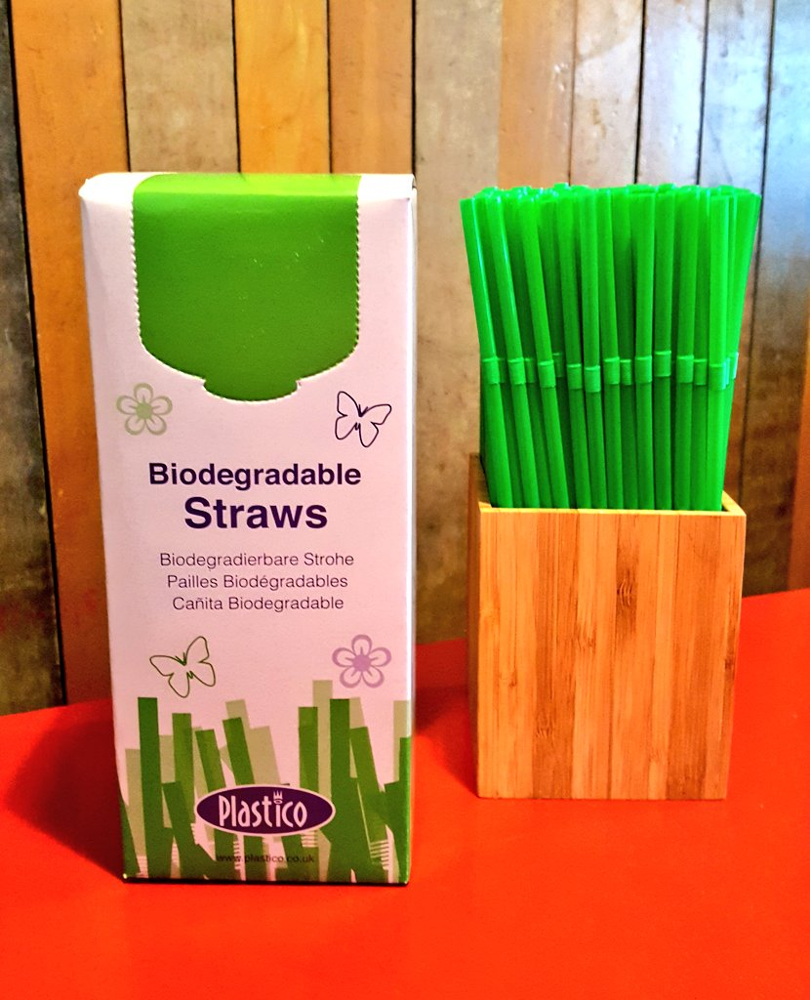 Biodegradable
Straws
Biodegradierbare Strohe
Pailles Biodégradables
Cañita Biodegradable
Plastico
www.plastico.co.uk